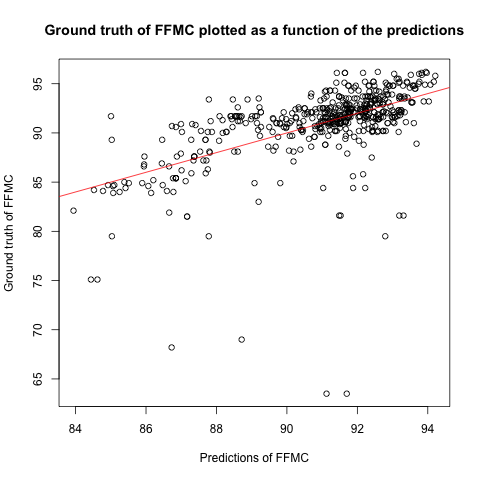 Ground truth of FFMC plotted as a function of the predictions
Ground truth of FFMC
95
90
85
80
75
70
65
84 86 88 90 92 94
Predictions of FFMC